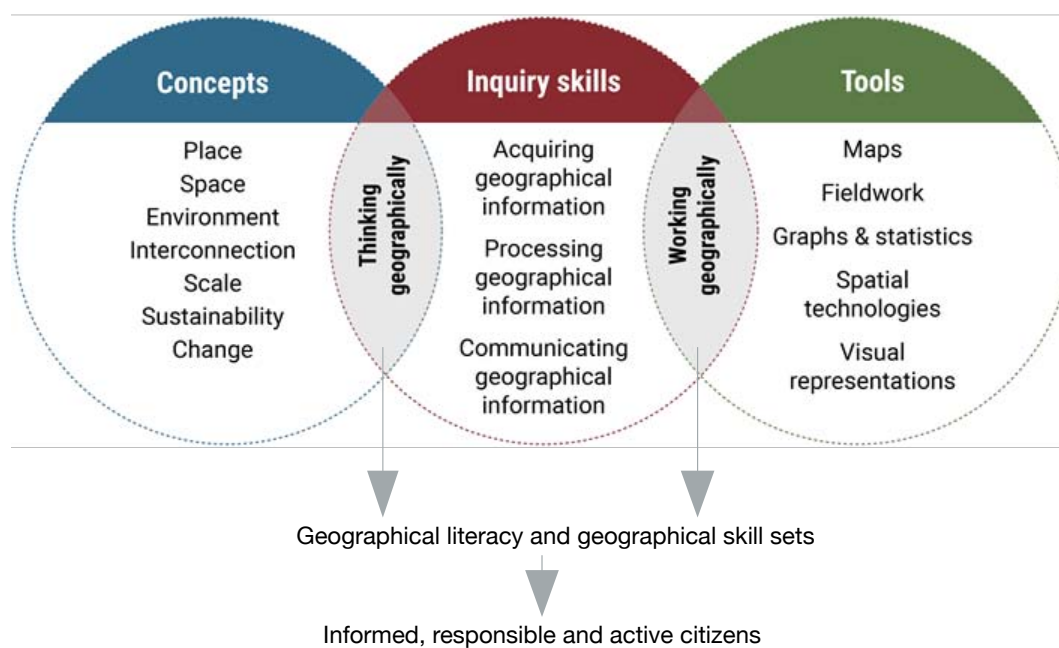 Concepts
Place
Space
Environment
Interconnection
Scale
Sustainability
Change
Thinking
geographically
Inquiry skills
Acquiring
geographical
information
Processing
geographical
information
Communicating
geographical
information
Working
geographically
Tools
Maps
Fieldwork
Graphs & statistics
Spatial
technologies
Visual
representations
Geographical literacy and geographical skill sets
Informed, responsible and active citizens